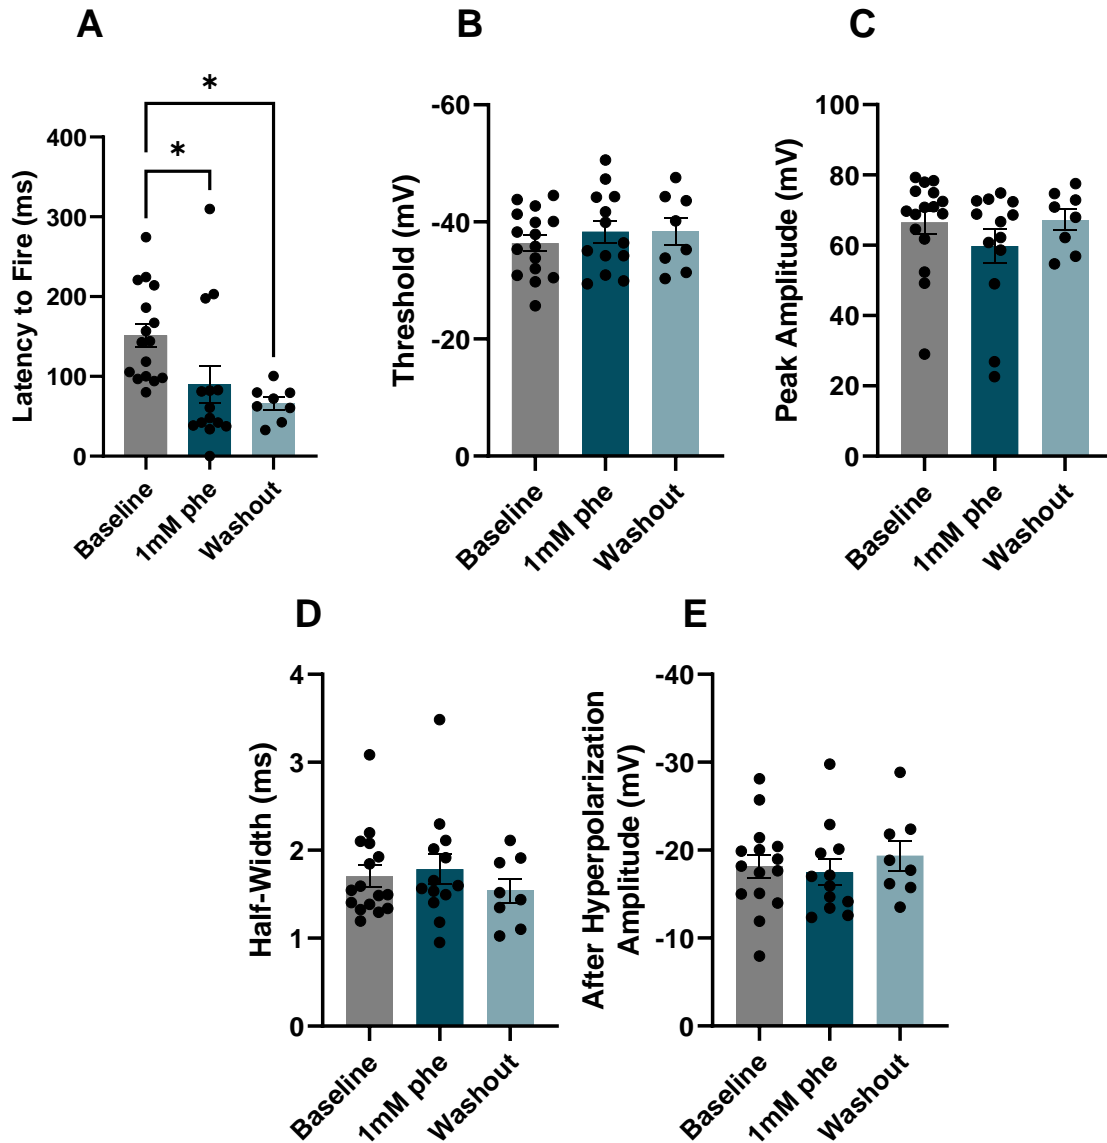 A
B
C
*
*
Latency to Fire (ms)
400
300
200
100
0
Baseline
1mM phe
Washout
Threshold (mV)
-60
-40
-20
0
Baseline
1mM phe
Washout
Peak Amplitude (mV)
100
80
60
40
20
0
Baseline
1mM phe
Washout
D
E
Half-Width (ms)
4
3
2
1
0
Baseline
1mM phe
Washout
After Hyperpolarization
Amplitude (mV)
-40
-30
-20
-10
0
Baseline
1mM phe
Washout